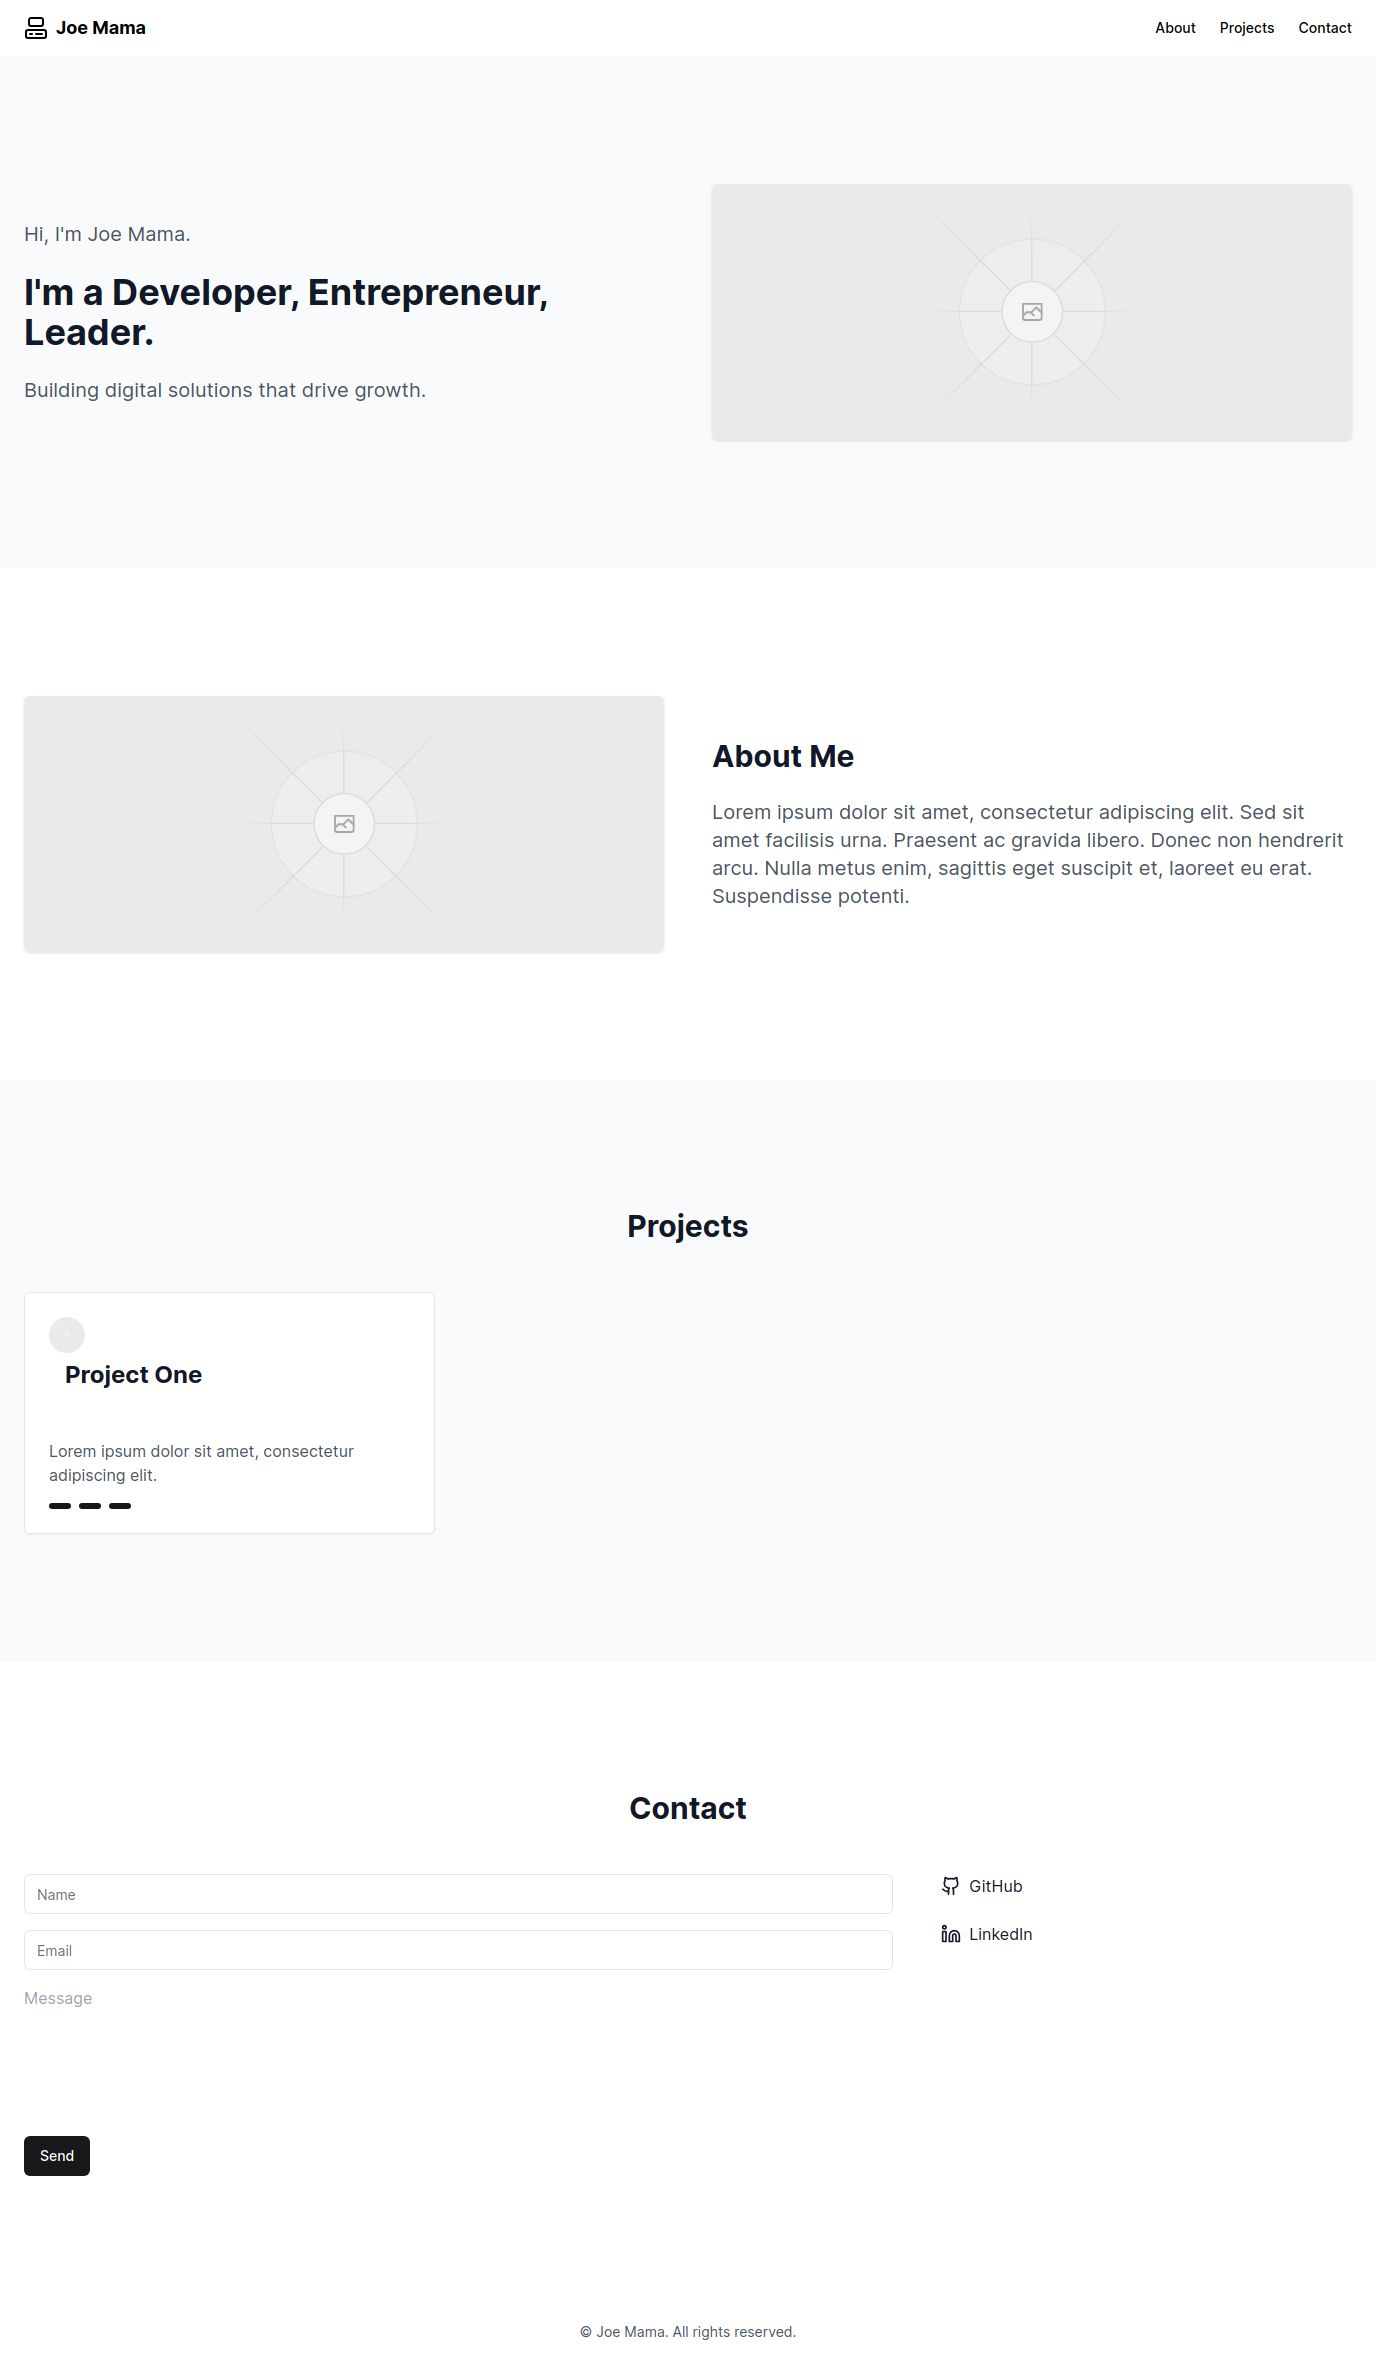 Joe Mama
About Projects Contact
Hi, I'm Joe Mama.
I'm a Developer, Entrepreneur,
Leader.
Building digital solutions that drive growth.
About Me
Lorem ipsum dolor sit amet, consectetur adipiscing elit. Sed sit
amet facilisis urna. Praesent ac gravida libero. Donec non hendrerit
arcu. Nulla metus enim, sagittis eget suscipit et, laoreet eu erat.
Suspendisse potenti.
Projects
Project One
Lorem ipsum dolor sit amet, consectetur
adipiscing elit.
Contact
Name
Email
Message
Send
GitHub
LinkedIn
© Joe Mama. All rights reserved.